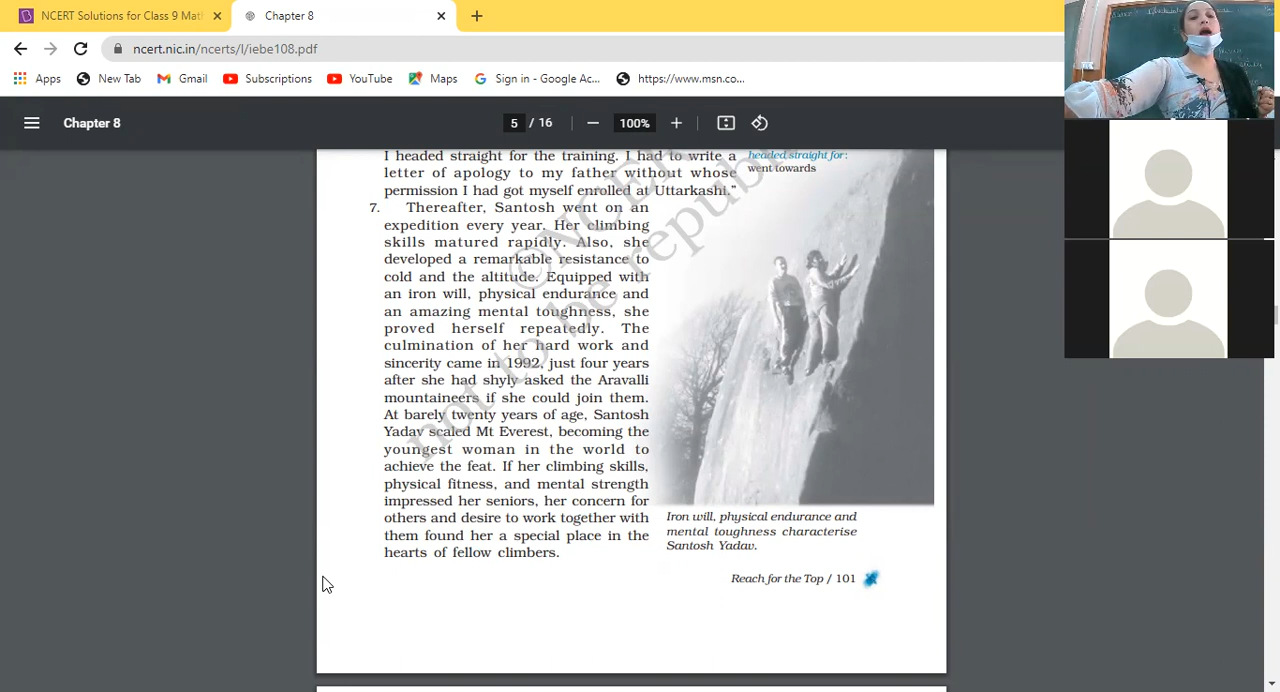 NCERT Solutions for Class 9 Mat
Chapter 8
ncert.nic.in/ncerts/l/iebe108.pdf
Apps
New Tab
Gmail
Subscriptions
YouTube
Maps
Sign in - Google Ac...
https://www.msn.co...
Chapter 8
5 / 16
100%
I headed straight for the training. I had to write a
letter of apology to my father without whose
permission I had got myself enrolled at Uttarkashi."
headed straight for:
went towards
7. Thereafter, Santosh went on an
expedition every year. Her climbing
skills matured rapidly. Also, she
developed a remarkable resistance to
cold and the altitude. Equipped with
an iron will, physical endurance and
an amazing mental toughness, she
proved herself repeatedly. The
culmination of her hard work and
sincerity came in 1992, just four years
after she had shyly asked the Aravalli
mountaineers if she could join them.
At barely twenty years of age, Santosh
Yadav scaled Mt Everest, becoming the
youngest woman in the world to
achieve the feat. If her climbing skills,
physical fitness, and mental strength
impressed her seniors, her concern for
others and desire to work together with
them found her a special place in the
hearts of fellow climbers.
Iron will, physical endurance and
mental toughness characterise
Santosh Yadav.
Reach for the Top / 101
©NCER
not to be republi